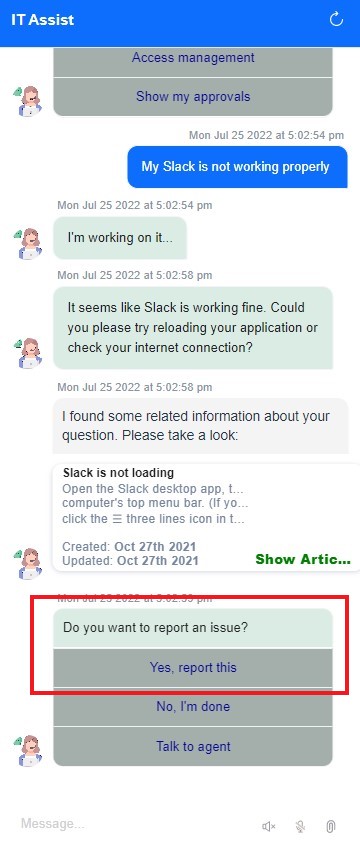 IT Assist
Access management
Show my approvals
Mon Jul 25 2022 at 5:02:54 pm
My Slack is not working properly
Mon Jul 25 2022 at 5:02:54 pm
I'm working on it...
Mon Jul 25 2022 at 5:02:58 pm
It seems like Slack is working fine. Could
you please try reloading your application or
check your internet connection?
Mon Jul 25 2022 at 5:02:58 pm
I found some related information about your
question. Please take a look:
Slack is not loading
Open the Slack desktop app, t...
computer's top menu bar. (If yo...
click the ☰ three lines icon in t...
Created: Oct 27th 2021
Updated: Oct 27th 2021
Show Artic...
Mon Jul 25 2022 at 5:02:59 pm
Do you want to report an issue?
Yes, report this
No, I'm done
Talk to agent
Message...